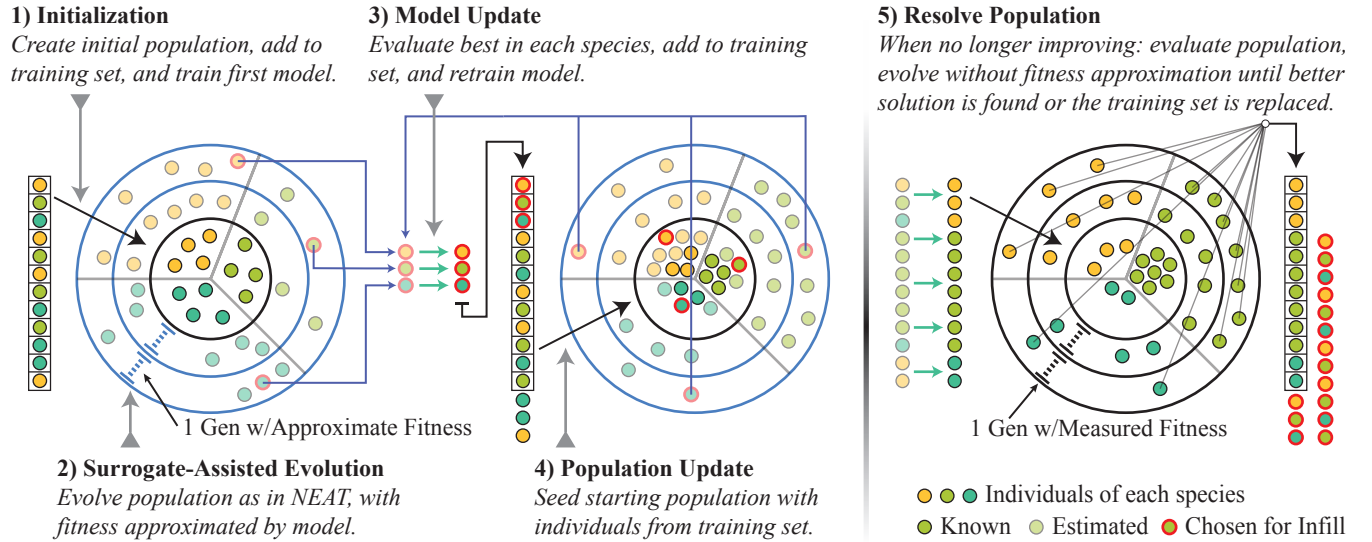 1) Initialization
Create initial population, add to
training set, and train first model.
3) Model Update
Evaluate best in each species, add to training
set, and retrain model.
5) Resolve Population
When no longer improving: evaluate population,
evolve without fitness approximation until better
solution is found or the training set is replaced.
1 Gen w/Approximate Fitness
1 Gen w/Measured Fitness
2) Surrogate-Assisted Evolution
Evolve population as in NEAT, with
fitness approximated by model.
4) Population Update
Seed starting population with
individuals from training set.
Individuals of each species
Known
Estimated
Chosen for Infill